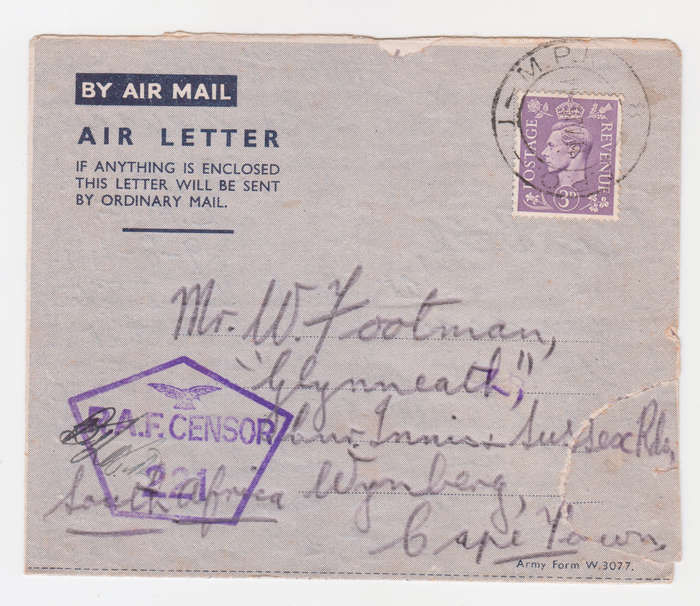 BY AIR MAIL
AIR LETTER
IF ANYTHING IS ENCLOSED
THIS LETTER WILL BE SENT
BY ORDINARY MAIL.
M.P.
POSTAGE REVENUE
3D
Mr. W. Footman,
"Glynneath,"
Innis Sussex Rds,
R.A.F. CENSOR
221
South Africa Wynberg,
Cape Town.
Army Form W.3077.